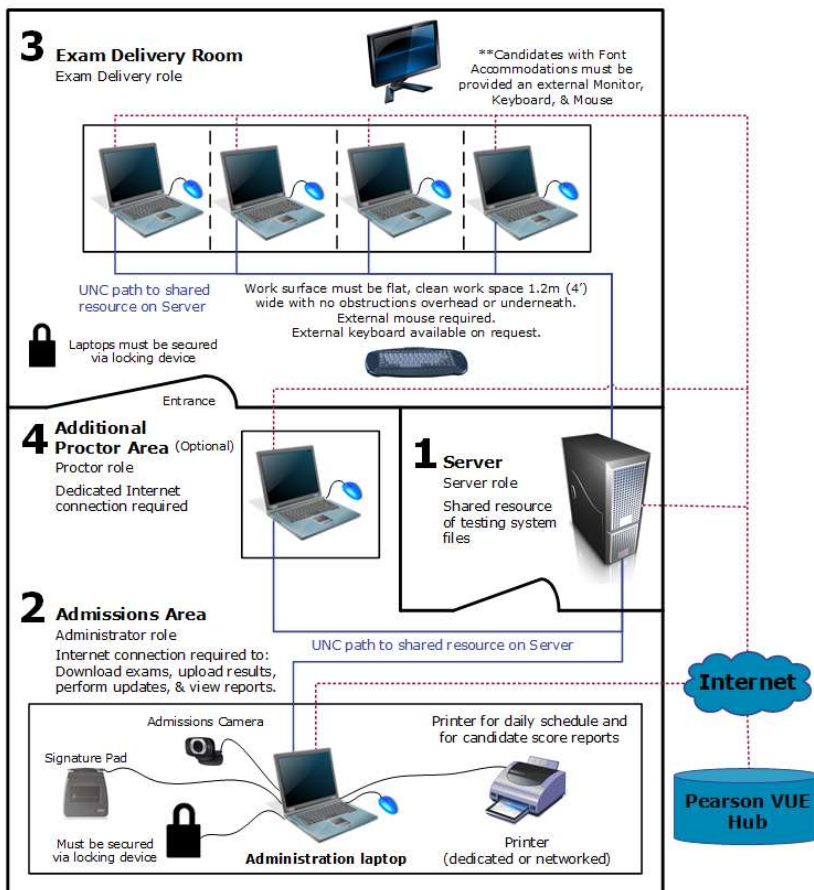 3 Exam Delivery Room
Exam Delivery role
**Candidates with Font
Accommodations must be
provided an external Monitor,
Keyboard, & Mouse
UNC path to shared
resource on Server
Work surface must be flat, clean work space 1.2m (4’)
wide with no obstructions overhead or underneath.
External mouse required.
External keyboard available on request.
Laptops must be secured
via locking device
Entrance
4 Additional
Proctor Area (Optional)
Proctor role
Dedicated Internet
connection required
1 Server
Server role
Shared resource
of testing system
files
2 Admissions Area
Administrator role
Internet connection required to:
Download exams, upload results,
perform updates, & view reports.
UNC path to shared resource on Server
Internet
Admissions Camera
Printer for daily schedule and
for candidate score reports
Signature Pad
Must be secured
via locking device
Administration laptop
Printer
(dedicated or networked)
Pearson VUE
Hub